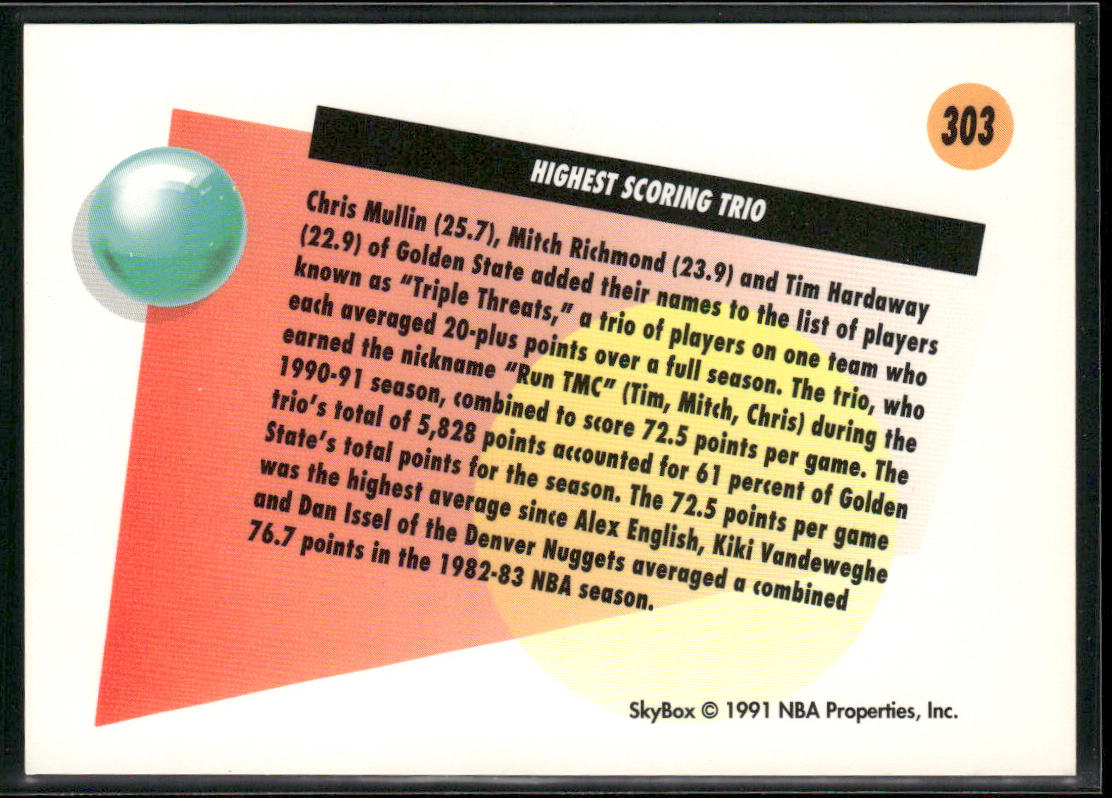 303
HIGHEST SCORING TRIO
Chris Mullin (25.7), Mitch Richmond (23.9) and Tim Hardaway
(22.9) of Golden State added their names to the list of players
known as "Triple Threats," a trio of players on one team who
each averaged 20-plus points over a full season. The trio, who
earned the nickname "Run TMC" (Tim, Mitch, Chris) during the
1990-91 season, combined to score 72.5 points per game. The
trio's total of 5,828 points accounted for 61 percent of Golden
State's total points for the season. The 72.5 points per game
was the highest average since Alex English, Kiki Vandeweghe
and Dan Issel of the Denver Nuggets averaged a combined
76.7 points in the 1982-83 NBA season.
SkyBox © 1991 NBA Properties, Inc.